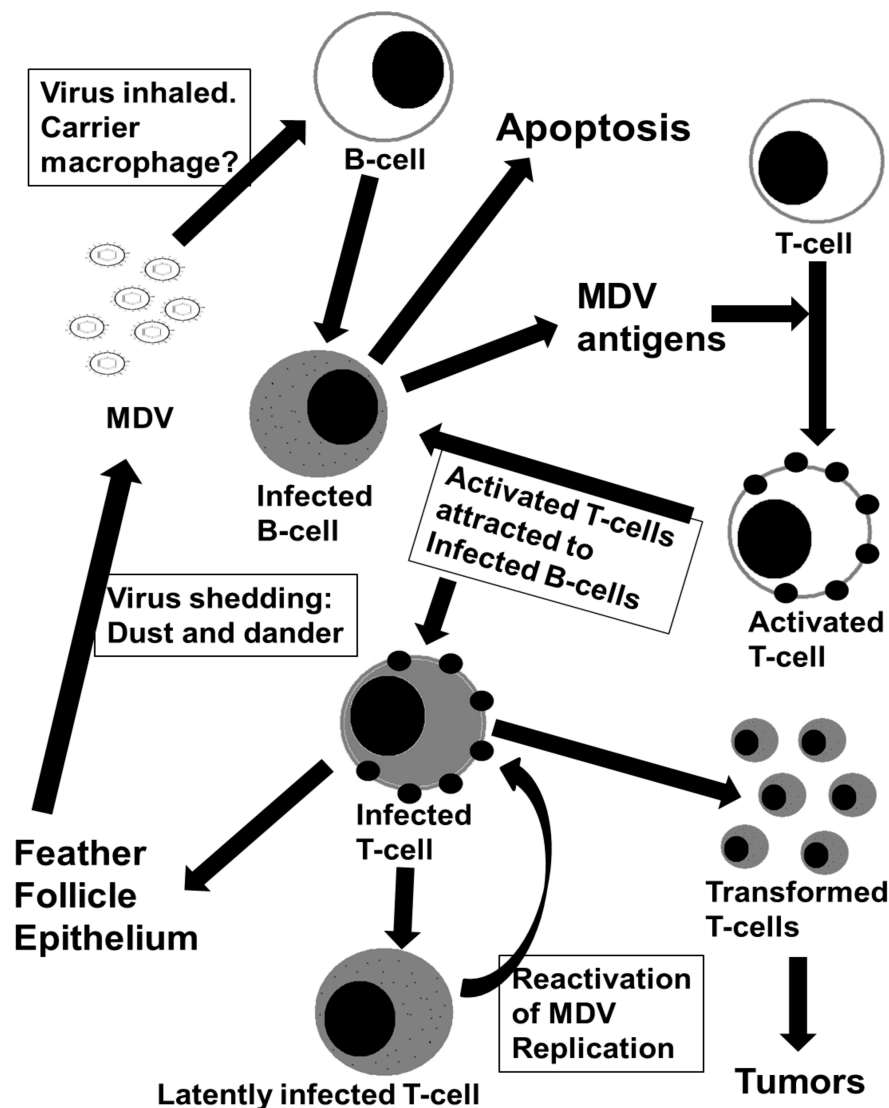 Virus inhaled.
Carrier
macrophage?
B-cell
Apoptosis
T-cell
MDV
antigens
MDV
Infected
B-cell
Activated T-cells
attracted to
Infected B-cells
Activated
T-cell
Virus shedding:
Dust and dander
Infected
T-cell
Feather
Follicle
Epithelium
Transformed
T-cells
Reactivation
of MDV
Replication
Latently infected T-cell
Tumors